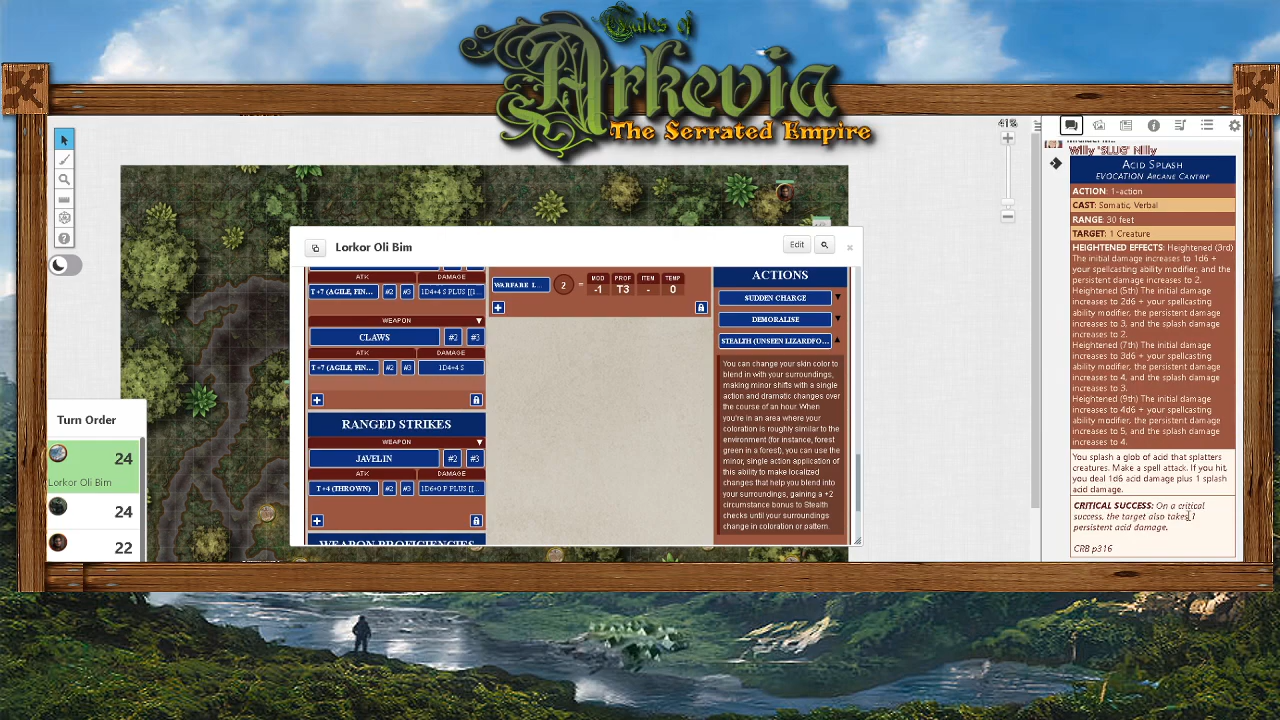 Tales of
Arkevia
The Serrated Empire
41%
Lorkor Oli Bim
Edit
ATK
DAMAGE
T +7 (AGILE, FIN...
#2
#3
1D4+4 S PLUS [[1...
WEAPON
CLAWS
#2
#3
ATK
DAMAGE
T +7 (AGILE, FIN...
#2
#3
1D4+4 S
RANGED STRIKES
WEAPON
JAVELIN
#2
#3
ATK
DAMAGE
T +4 (THROWN)
#2
#3
1D6+0 P PLUS [[...
WEAPON PROFICIENCIES
WARFARE L...
2
=
MOD
PROF
ITEM
TEMP
-1
T3
-
0
ACTIONS
SUDDEN CHARGE
DEMORALISE
STEALTH (UNSEEN LIZARDFO...
You can change your skin color to
blend in with your surroundings,
making minor shifts with a single
action and dramatic changes over
the course of an hour. When
you're in an area where your
coloration is roughly similar to the
environment (for instance, forest
green in a forest), you can use the
minor, single action application of
this ability to make localized
changes that help you blend into
your surroundings, gaining a +2
circumstance bonus to Stealth
checks until your surroundings
change in coloration or pattern.
Turn Order
24
Lorkor Oli Bim
24
22
Willy 'SLUG' Nilly
ACID SPLASH
EVOCATION ARCANE CANTRIP
ACTION: 1-action
CAST: Somatic, Verbal
RANGE: 30 feet
TARGET: 1 Creature
HEIGHTENED EFFECTS: Heightened (3rd)
The initial damage increases to 1d6 +
your spellcasting ability modifier, and the
persistent damage increases to 2.
Heightened (5th) The initial damage
increases to 2d6 + your spellcasting
ability modifier, the persistent damage
increases to 3, and the splash damage
increases to 2.
Heightened (7th) The initial damage
increases to 3d6 + your spellcasting
ability modifier, the persistent damage
increases to 4, and the splash damage
increases to 3.
Heightened (9th) The initial damage
increases to 4d6 + your spellcasting
ability modifier, the persistent damage
increases to 5, and the splash damage
increases to 4.
You splash a glob of acid that splatters
creatures. Make a spell attack. If you hit,
you deal 1d6 acid damage plus 1 splash
acid damage.
CRITICAL SUCCESS: On a critical
success, the target also takes 1
persistent acid damage.
CRB p316